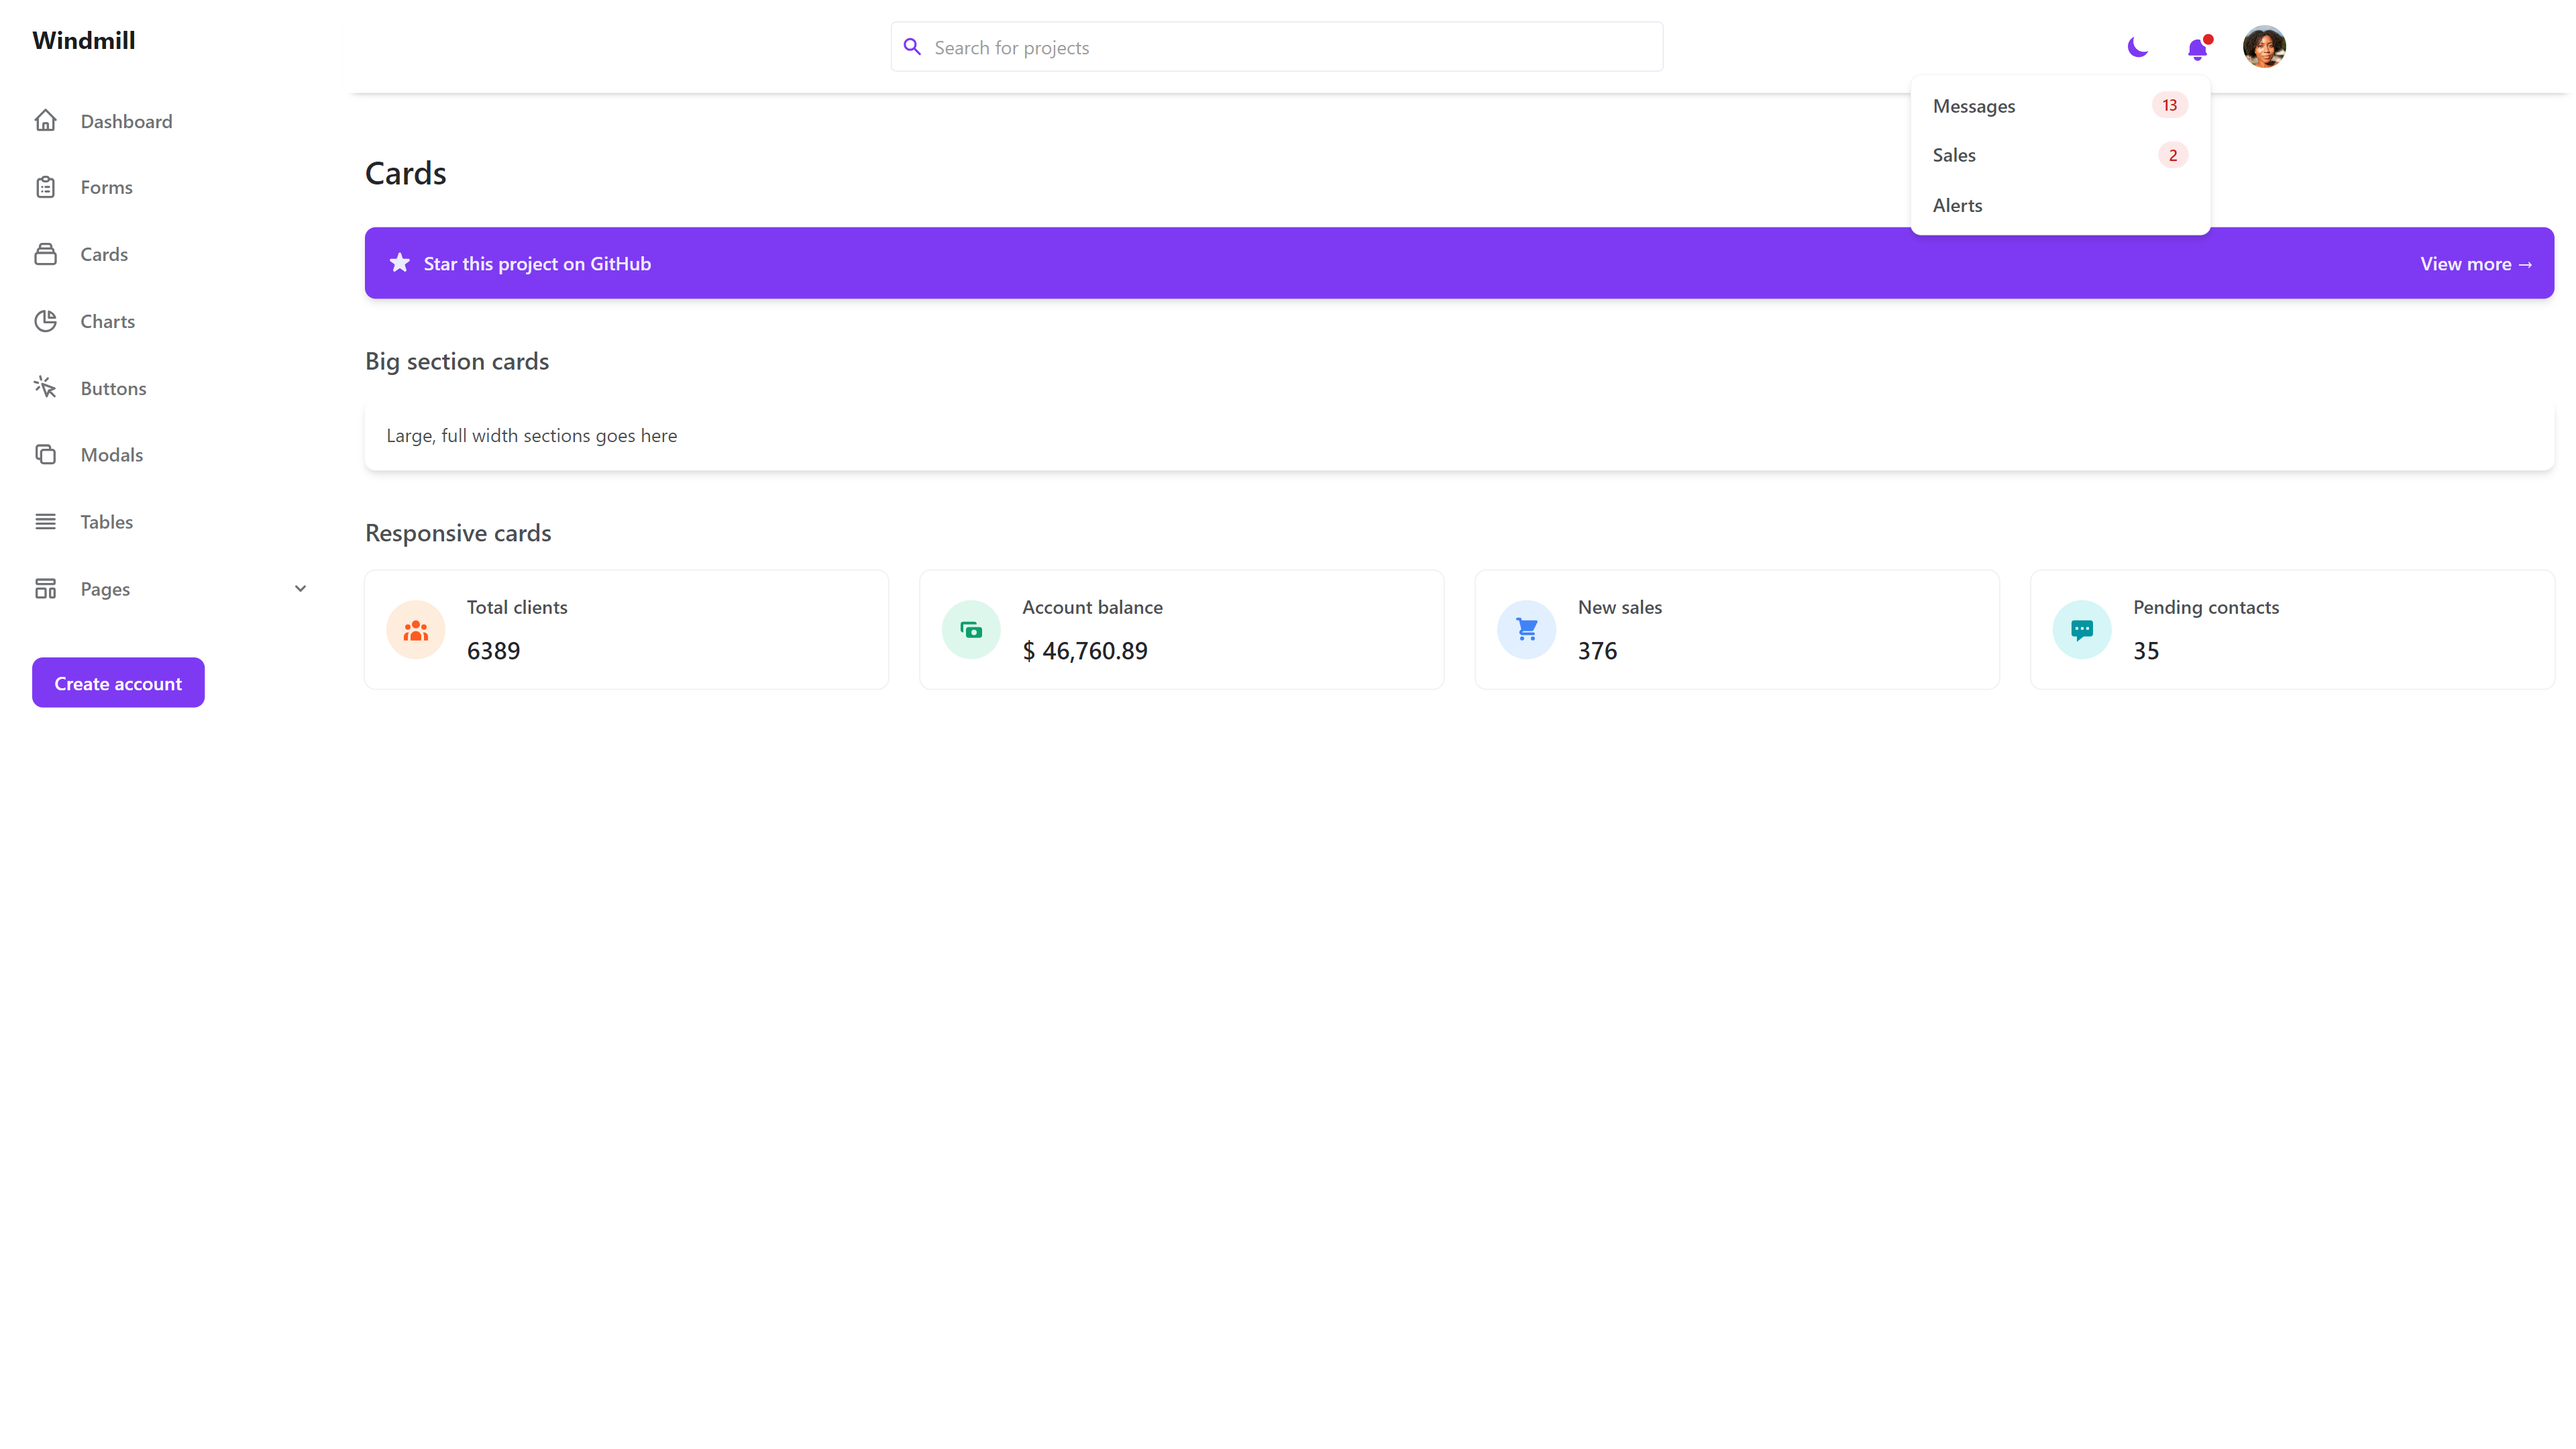 Windmill
Dashboard
Forms
Cards
Charts
Buttons
Modals
Tables
Pages
Create account
Search for projects
Messages 13
Sales 2
Alerts
Cards
Star this project on GitHub
View more →
Big section cards
Large, full width sections goes here
Responsive cards
Total clients
6389
Account balance
$ 46,760.89
New sales
376
Pending contacts
35